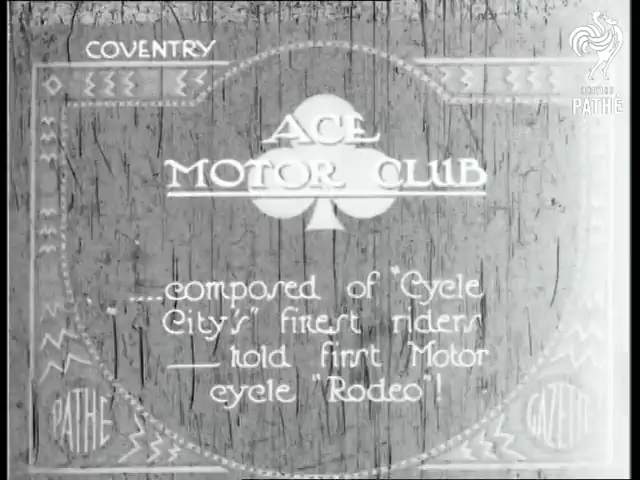 COVENTRY
BRITISH
PATHÉ
ACE
MOTOR CLUB
....composed of "Cycle
City's" finest riders
— hold first Motor
cycle "Rodeo"!
PATHE
GAZETTE